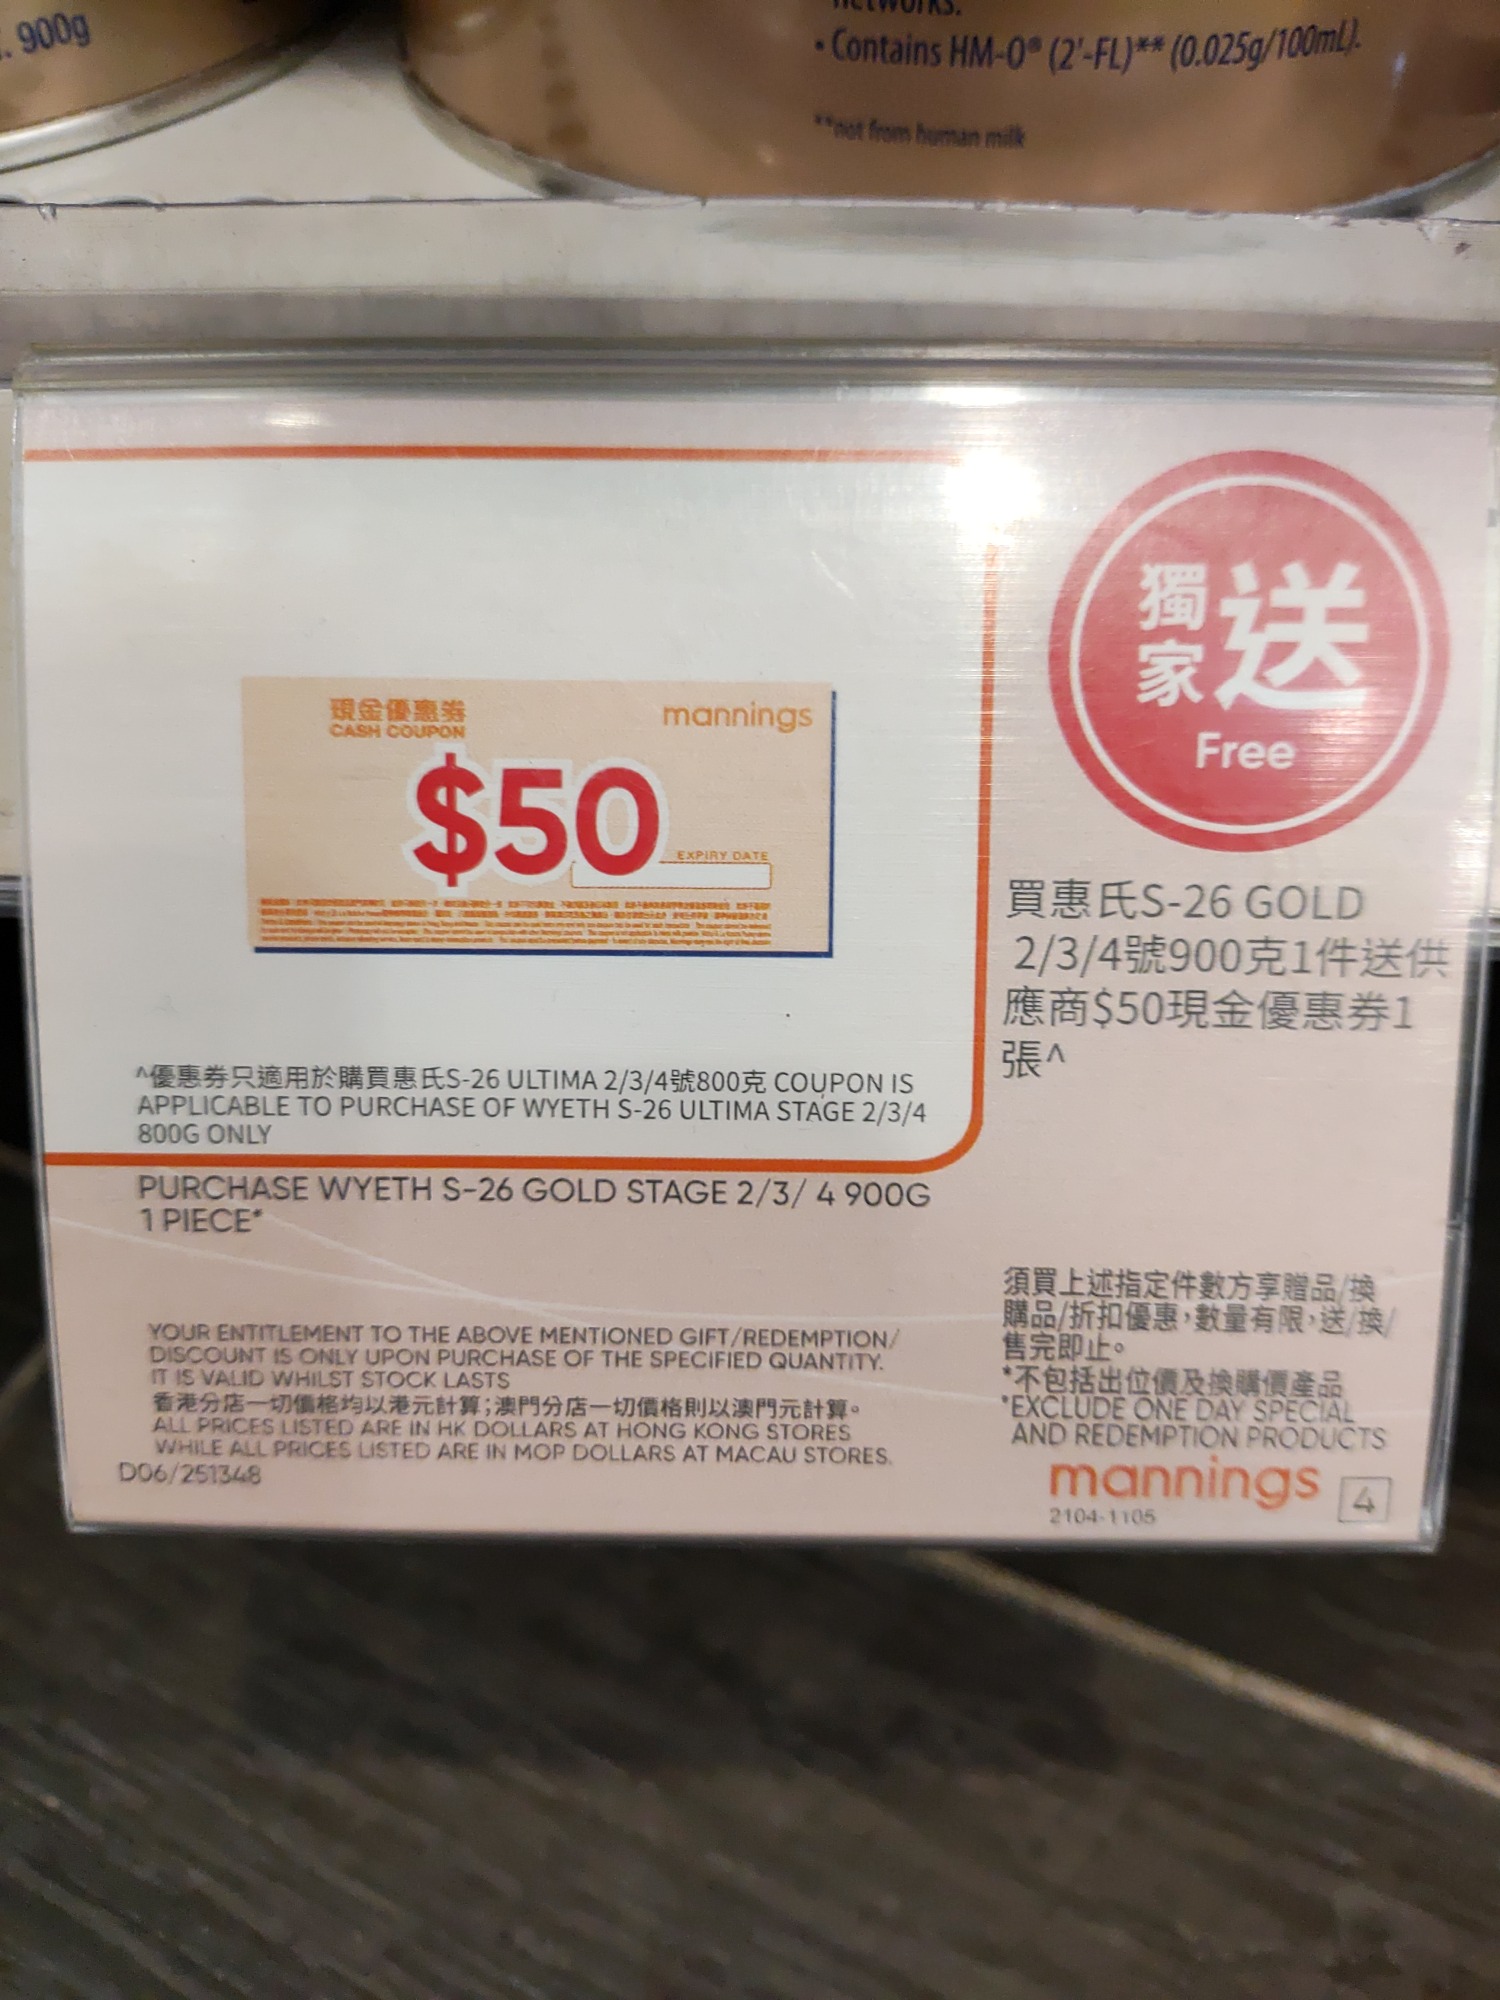 . 900g
• Contains HM-O® (2'-FL)** (0.025g/100mL).
**not from human milk
獨家送
Free
現金優惠券
CASH COUPON
mannings
$50
EXPIRY DATE
買惠氏S-26 GOLD
2/3/4號900克1件送供
應商$50現金優惠券1
張^
^優惠券只適用於購買惠氏S-26 ULTIMA 2/3/4號800克 COUPON IS
APPLICABLE TO PURCHASE OF WYETH S-26 ULTIMA STAGE 2/3/4
800G ONLY
PURCHASE WYETH S-26 GOLD STAGE 2/3/ 4 900G
1 PIECE*
須買上述指定件數方享贈品/換
購品/折扣優惠，數量有限，送/換/
售完即止。
*不包括出位價及換購價產品
*EXCLUDE ONE DAY SPECIAL
AND REDEMPTION PRODUCTS
YOUR ENTITLEMENT TO THE ABOVE MENTIONED GIFT/REDEMPTION/
DISCOUNT IS ONLY UPON PURCHASE OF THE SPECIFIED QUANTITY.
IT IS VALID WHILST STOCK LASTS
香港分店一切價格均以港元計算；澳門分店一切價格則以澳門元計算。
ALL PRICES LISTED ARE IN HK DOLLARS AT HONG KONG STORES
WHILE ALL PRICES LISTED ARE IN MOP DOLLARS AT MACAU STORES.
D06/251348
mannings
4
2104-1105